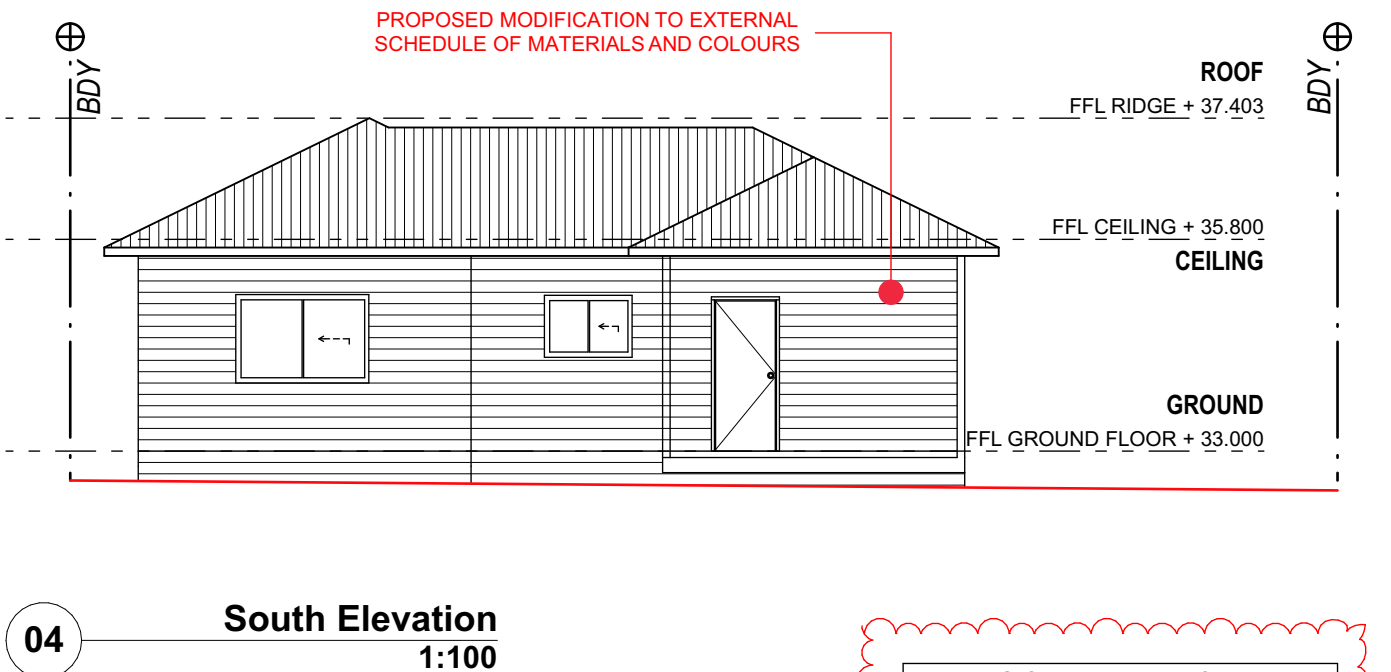 PROPOSED MODIFICATION TO EXTERNAL
SCHEDULE OF MATERIALS AND COLOURS
BDY
BDY
ROOF
FFL RIDGE + 37.403
FFL CEILING + 35.800
CEILING
GROUND
FFL GROUND FLOOR + 33.000
04
South Elevation
1:100